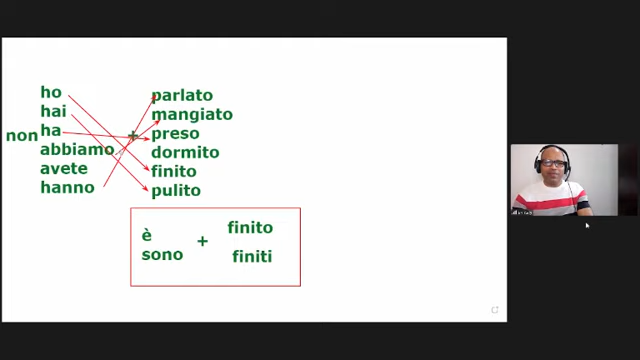 ho
hai
non ha
abbiamo
avete
hanno
+
parlato
mangiato
preso
dormito
finito
pulito
è
sono
+
finito
finiti